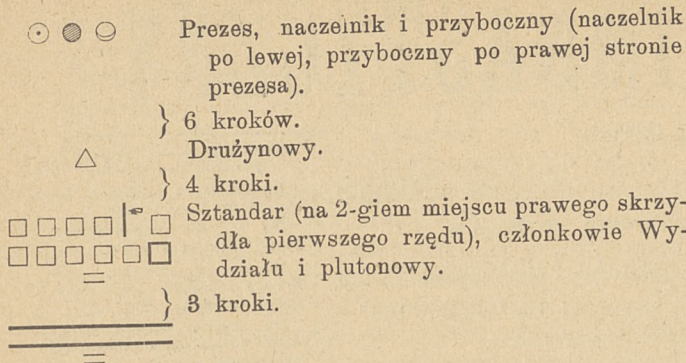 Prezes, naczelnik i przyboczny (naczelnik
po lewej, przyboczny po prawej stronie
prezesa).
} 6 kroków.
Drużynowy.
} 4 kroki.
Sztandar (na 2-giem miejscu prawego skrzy-
dła pierwszego rzędu), członkowie Wy-
działu i plutonowy.
} 3 kroki.